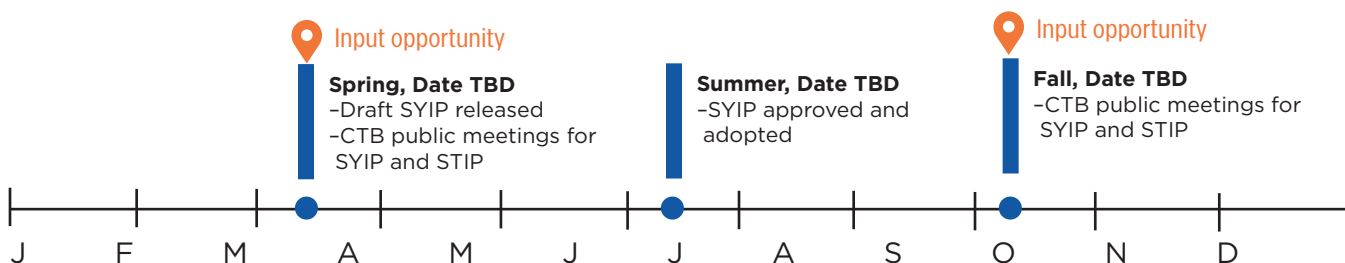 Input opportunity
Spring, Date TBD
–Draft SYIP released
–CTB public meetings for
SYIP and STIP
Summer, Date TBD
–SYIP approved and
adopted
Input opportunity
Fall, Date TBD
–CTB public meetings for
SYIP and STIP
J F M A M J J A S O N D